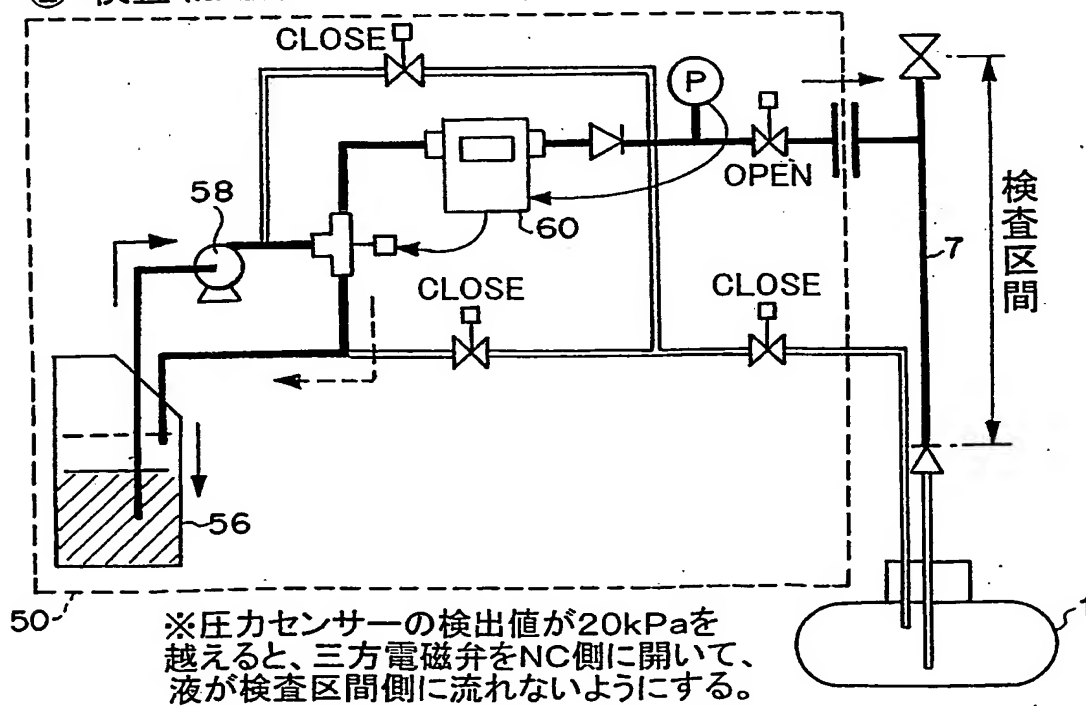 CLOSE
P
OPEN
58
60
7
検査区間
CLOSE
CLOSE
56
50
1
※圧力センサーの検出値が20kPaを
越えると、三方電磁弁をNC側に開いて、
液が検査区間側に流れないようにする。